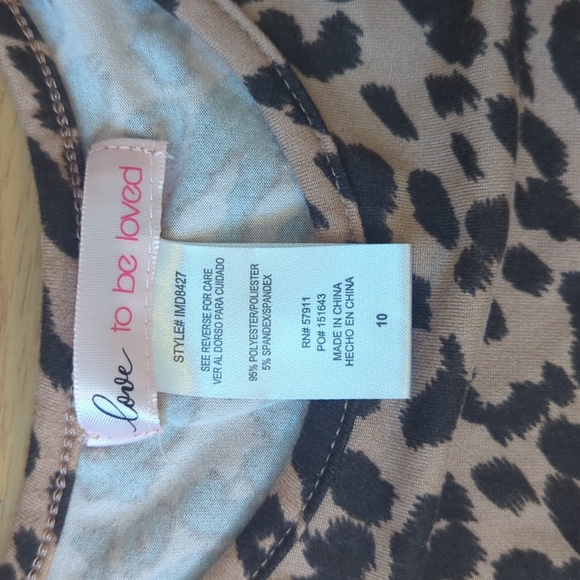 love to be loved
STYLE# IMD8427
SEE REVERSE FOR CARE
VER AL DORSO PARA CUIDADO
95% POLYESTER/POLIESTER
5% SPANDEX/SPANDEX
RN# 57911
PO# 151643
MADE IN CHINA
HECHO EN CHINA
10